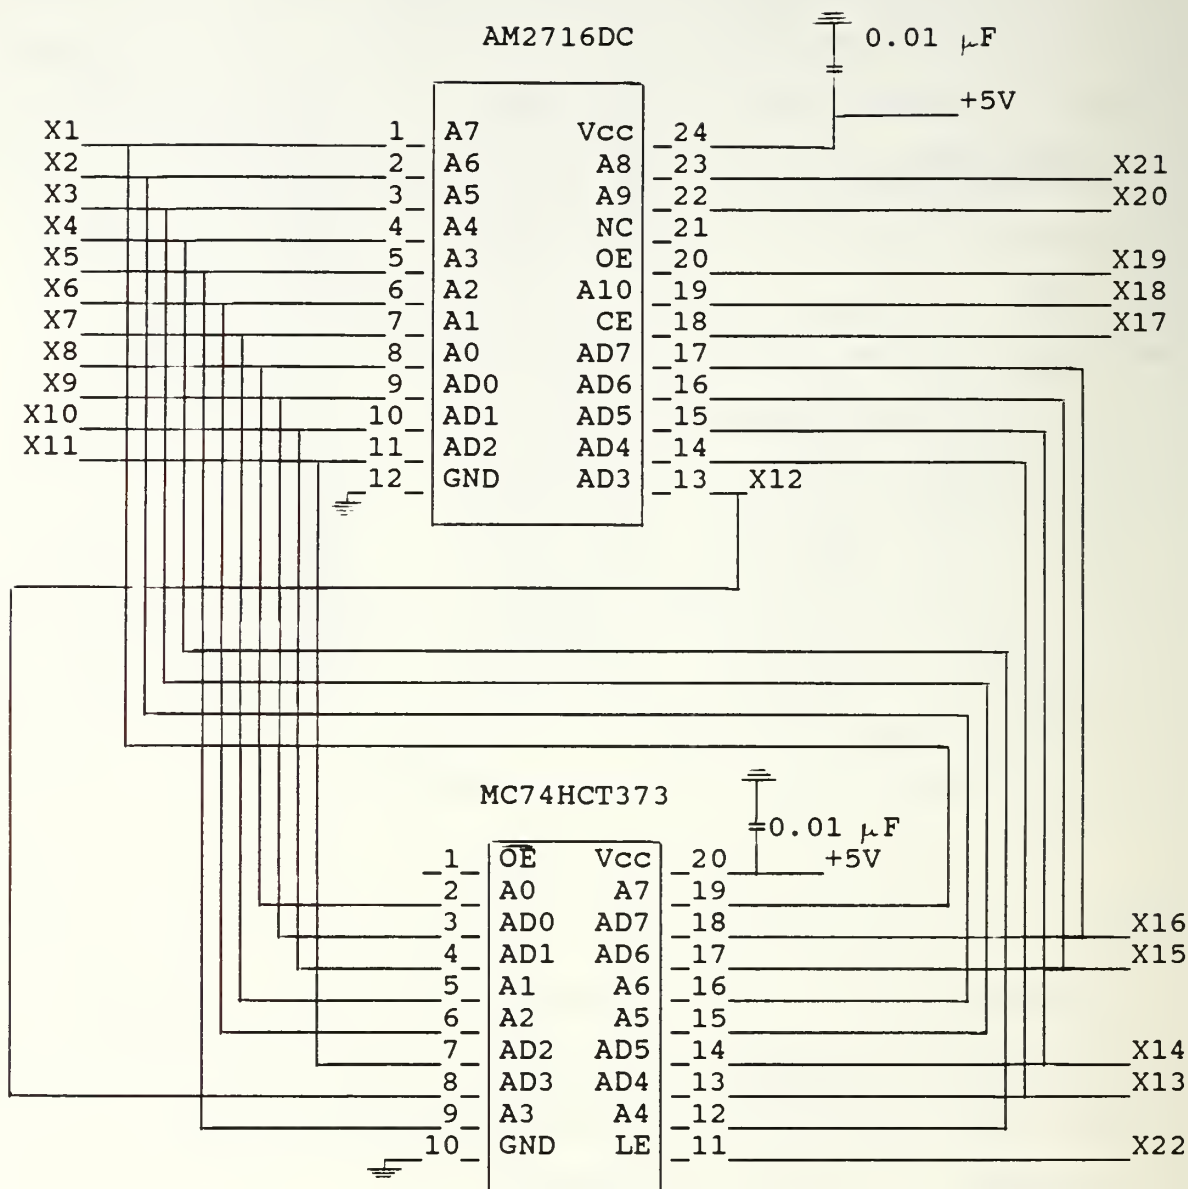 AM2716DC
0.01 µF
+5V
X1 1 A7 Vcc 24
X2 2 A6 A8 23 X21
X3 3 A5 A9 22 X20
X4 4 A4 NC 21
X5 5 A3 OE 20 X19
X6 6 A2 A10 19 X18
X7 7 A1 CE 18 X17
X8 8 A0 AD7 17
X9 9 AD0 AD6 16
X10 10 AD1 AD5 15
X11 11 AD2 AD4 14
12 GND AD3 13 X12
MC74HCT373
0.01 µF
+5V
1 OE Vcc 20
2 A0 A7 19
3 AD0 AD7 18 X16
4 AD1 AD6 17 X15
5 A1 A6 16
6 A2 A5 15
7 AD2 AD5 14 X14
8 AD3 AD4 13 X13
9 A3 A4 12
10 GND LE 11 X22